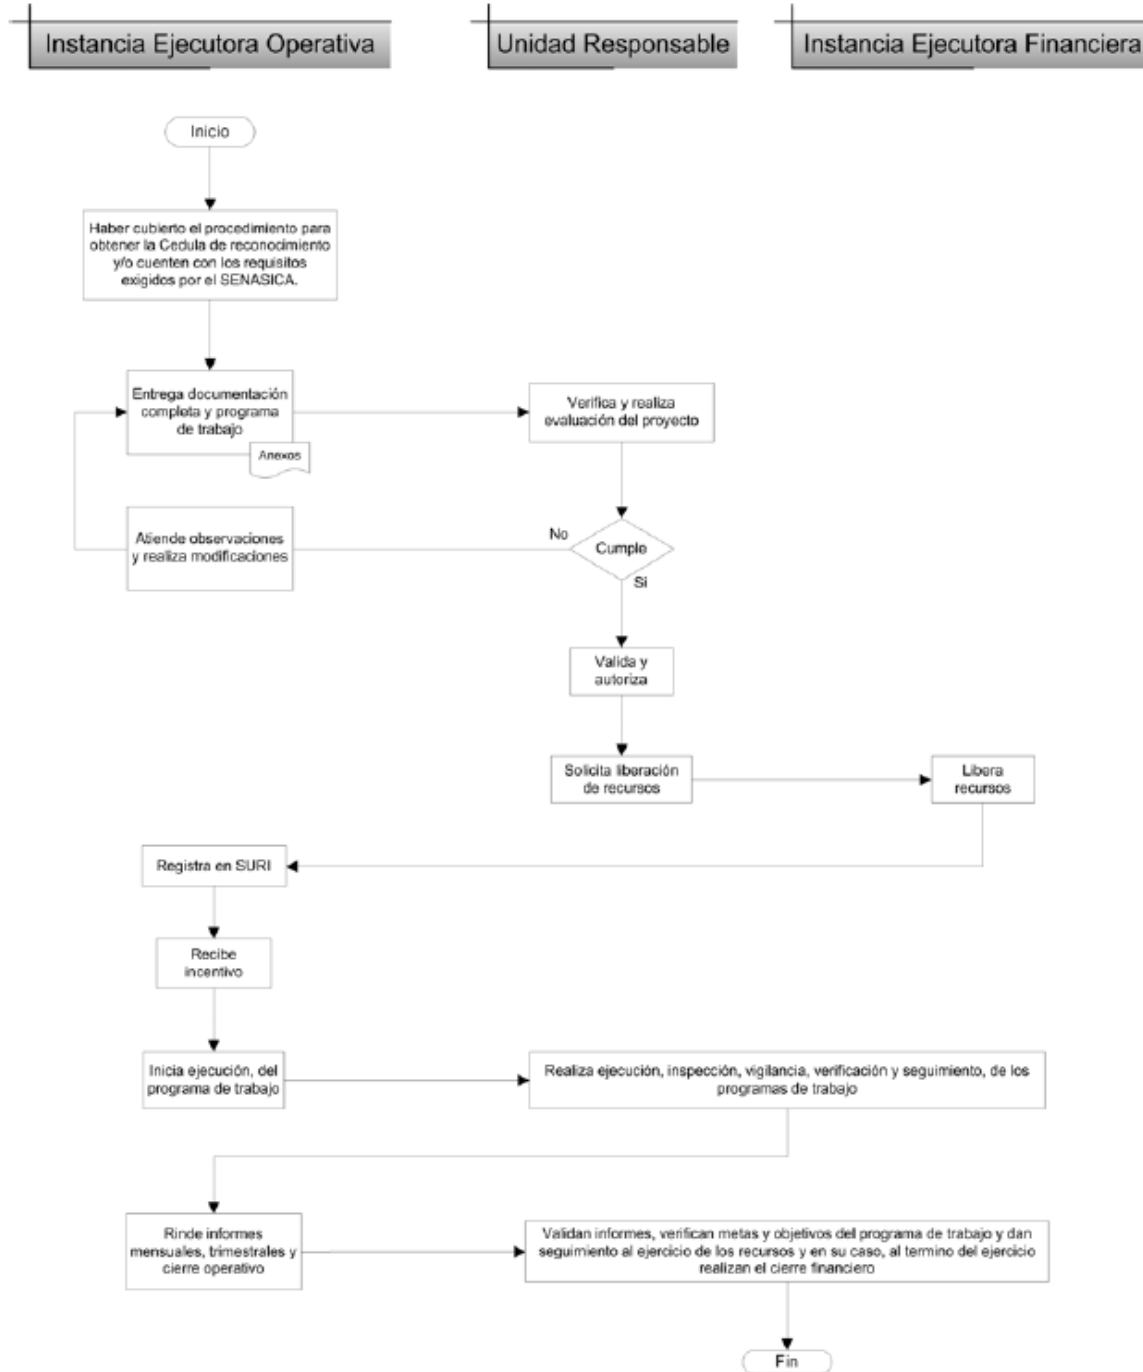 Instancia Ejecutora Operativa
Unidad Responsable
Instancia Ejecutora Financiera
Inicio
Haber cubierto el procedimiento para
obtener la Cedula de reconocimiento
y/o cuenten con los requisitos
exigidos por el SENASICA.
Entrega documentación
completa y programa
de trabajo
Anexos
Verifica y realiza
evaluación del proyecto
Atiende observaciones
y realiza modificaciones
No
Cumple
Si
Valida y
autoriza
Solicita liberación
de recursos
Libera
recursos
Registra en SURI
Recibe
incentivo
Inicia ejecución, del
programa de trabajo
Realiza ejecución, inspección, vigilancia, verificación y seguimiento, de los
programas de trabajo
Rinde informes
mensuales, trimestrales y
cierre operativo
Validan informes, verifican metas y objetivos del programa de trabajo y dan
seguimiento al ejercicio de los recursos y en su caso, al termino del ejercicio
realizan el cierre financiero
Fin